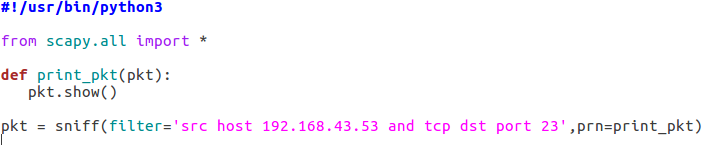 #!/usr/bin/python3
from scapy.all import *
def print_pkt(pkt):
pkt.show()
pkt = sniff(filter='src host 192.168.43.53 and tcp dst port 23',prn=print_pkt)